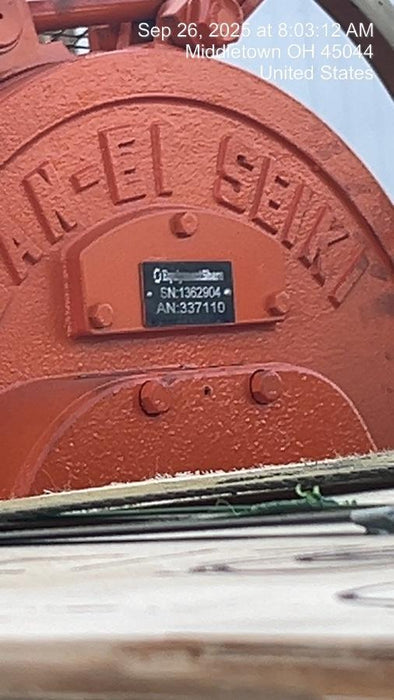 Sep 26, 2025 at 8:03:12 AM
Middletown OH 45044
United States
AN-EI SEIKI
EquipmentShare
SN:1362904
AN:337110